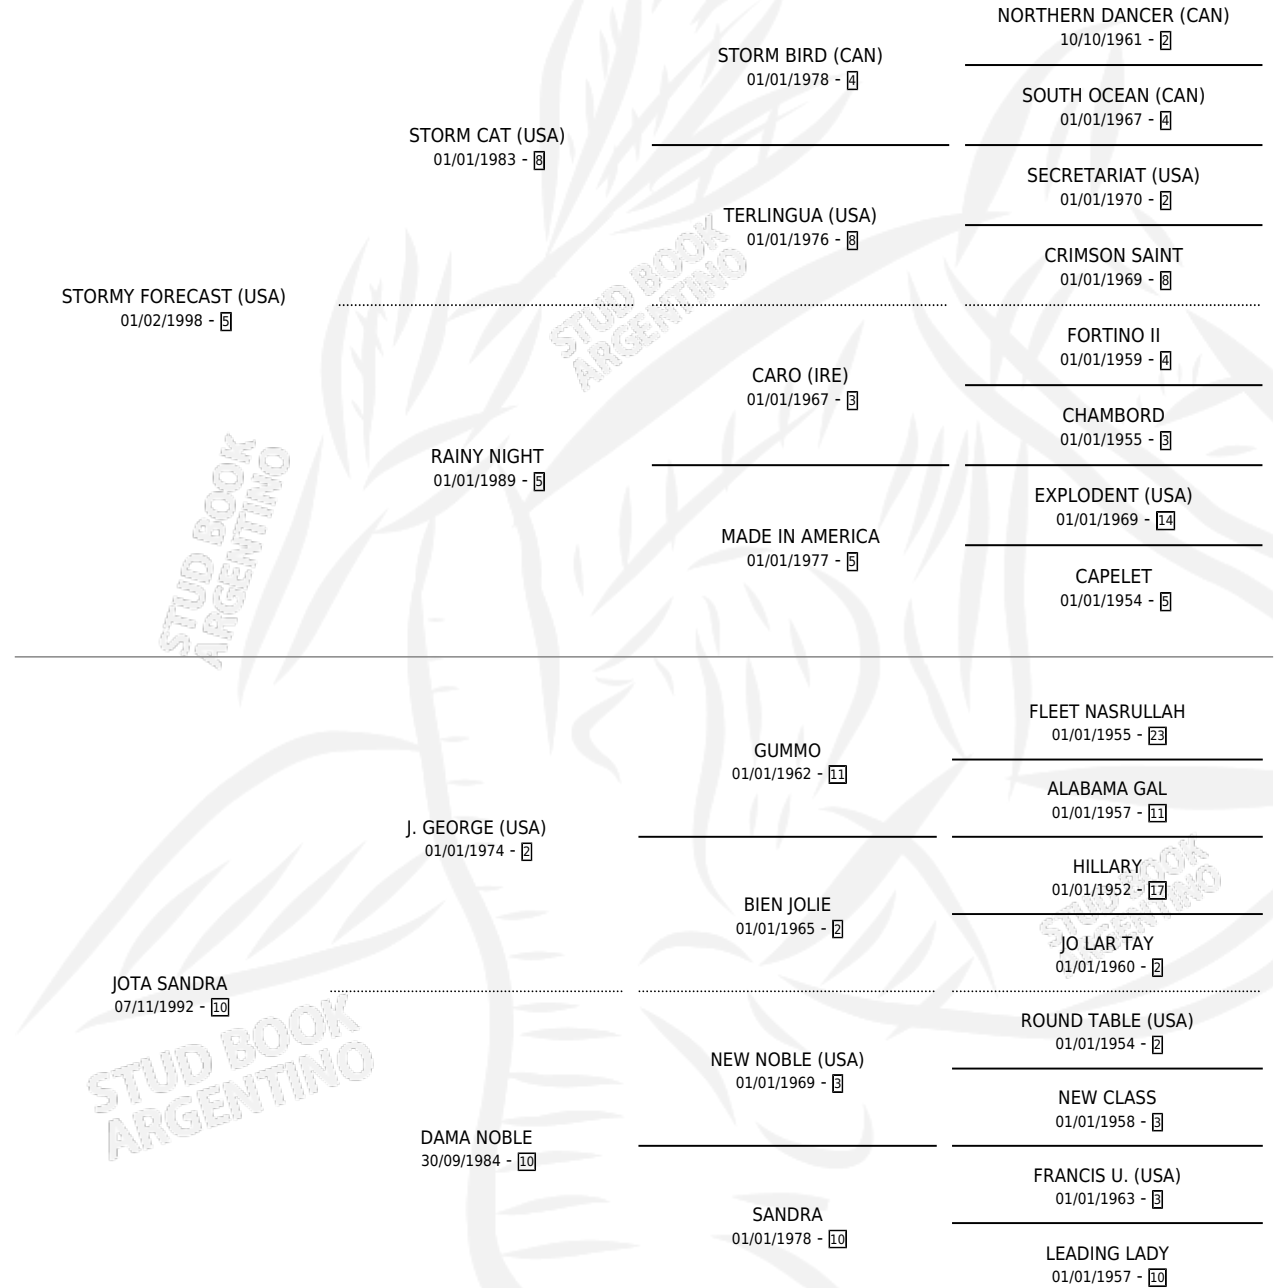 NORTHERN DANCER (CAN)
10/10/1961 - 2
STORM BIRD (CAN)
01/01/1978 - 4
SOUTH OCEAN (CAN)
01/01/1967 - 4
STORM CAT (USA)
01/01/1983 - 8
SECRETARIAT (USA)
01/01/1970 - 2
TERLINGUA (USA)
01/01/1976 - 8
CRIMSON SAINT
01/01/1969 - 8
STORMY FORECAST (USA)
01/02/1998 - 5
FORTINO II
01/01/1959 - 4
CARO (IRE)
01/01/1967 - 3
CHAMBORD
01/01/1955 - 3
RAINY NIGHT
01/01/1989 - 5
EXPLODENT (USA)
01/01/1969 - 14
MADE IN AMERICA
01/01/1977 - 5
CAPELET
01/01/1954 - 5
FLEET NASRULLAH
01/01/1955 - 23
GUMMO
01/01/1962 - 11
ALABAMA GAL
01/01/1957 - 11
J. GEORGE (USA)
01/01/1974 - 2
HILLARY
01/01/1952 - 17
BIEN JOLIE
01/01/1965 - 2
JO LAR TAY
01/01/1960 - 2
JOTA SANDRA
07/11/1992 - 10
ROUND TABLE (USA)
01/01/1954 - 2
NEW NOBLE (USA)
01/01/1969 - 3
NEW CLASS
01/01/1958 - 3
DAMA NOBLE
30/09/1984 - 10
FRANCIS U. (USA)
01/01/1963 - 3
SANDRA
01/01/1978 - 10
LEADING LADY
01/01/1957 - 10
STUD BOOK
ARGENTINO
STUD BOOK
ARGENTINO
STUD BOOK
ARGENTINO
STUD BOOK
ARGENTINO